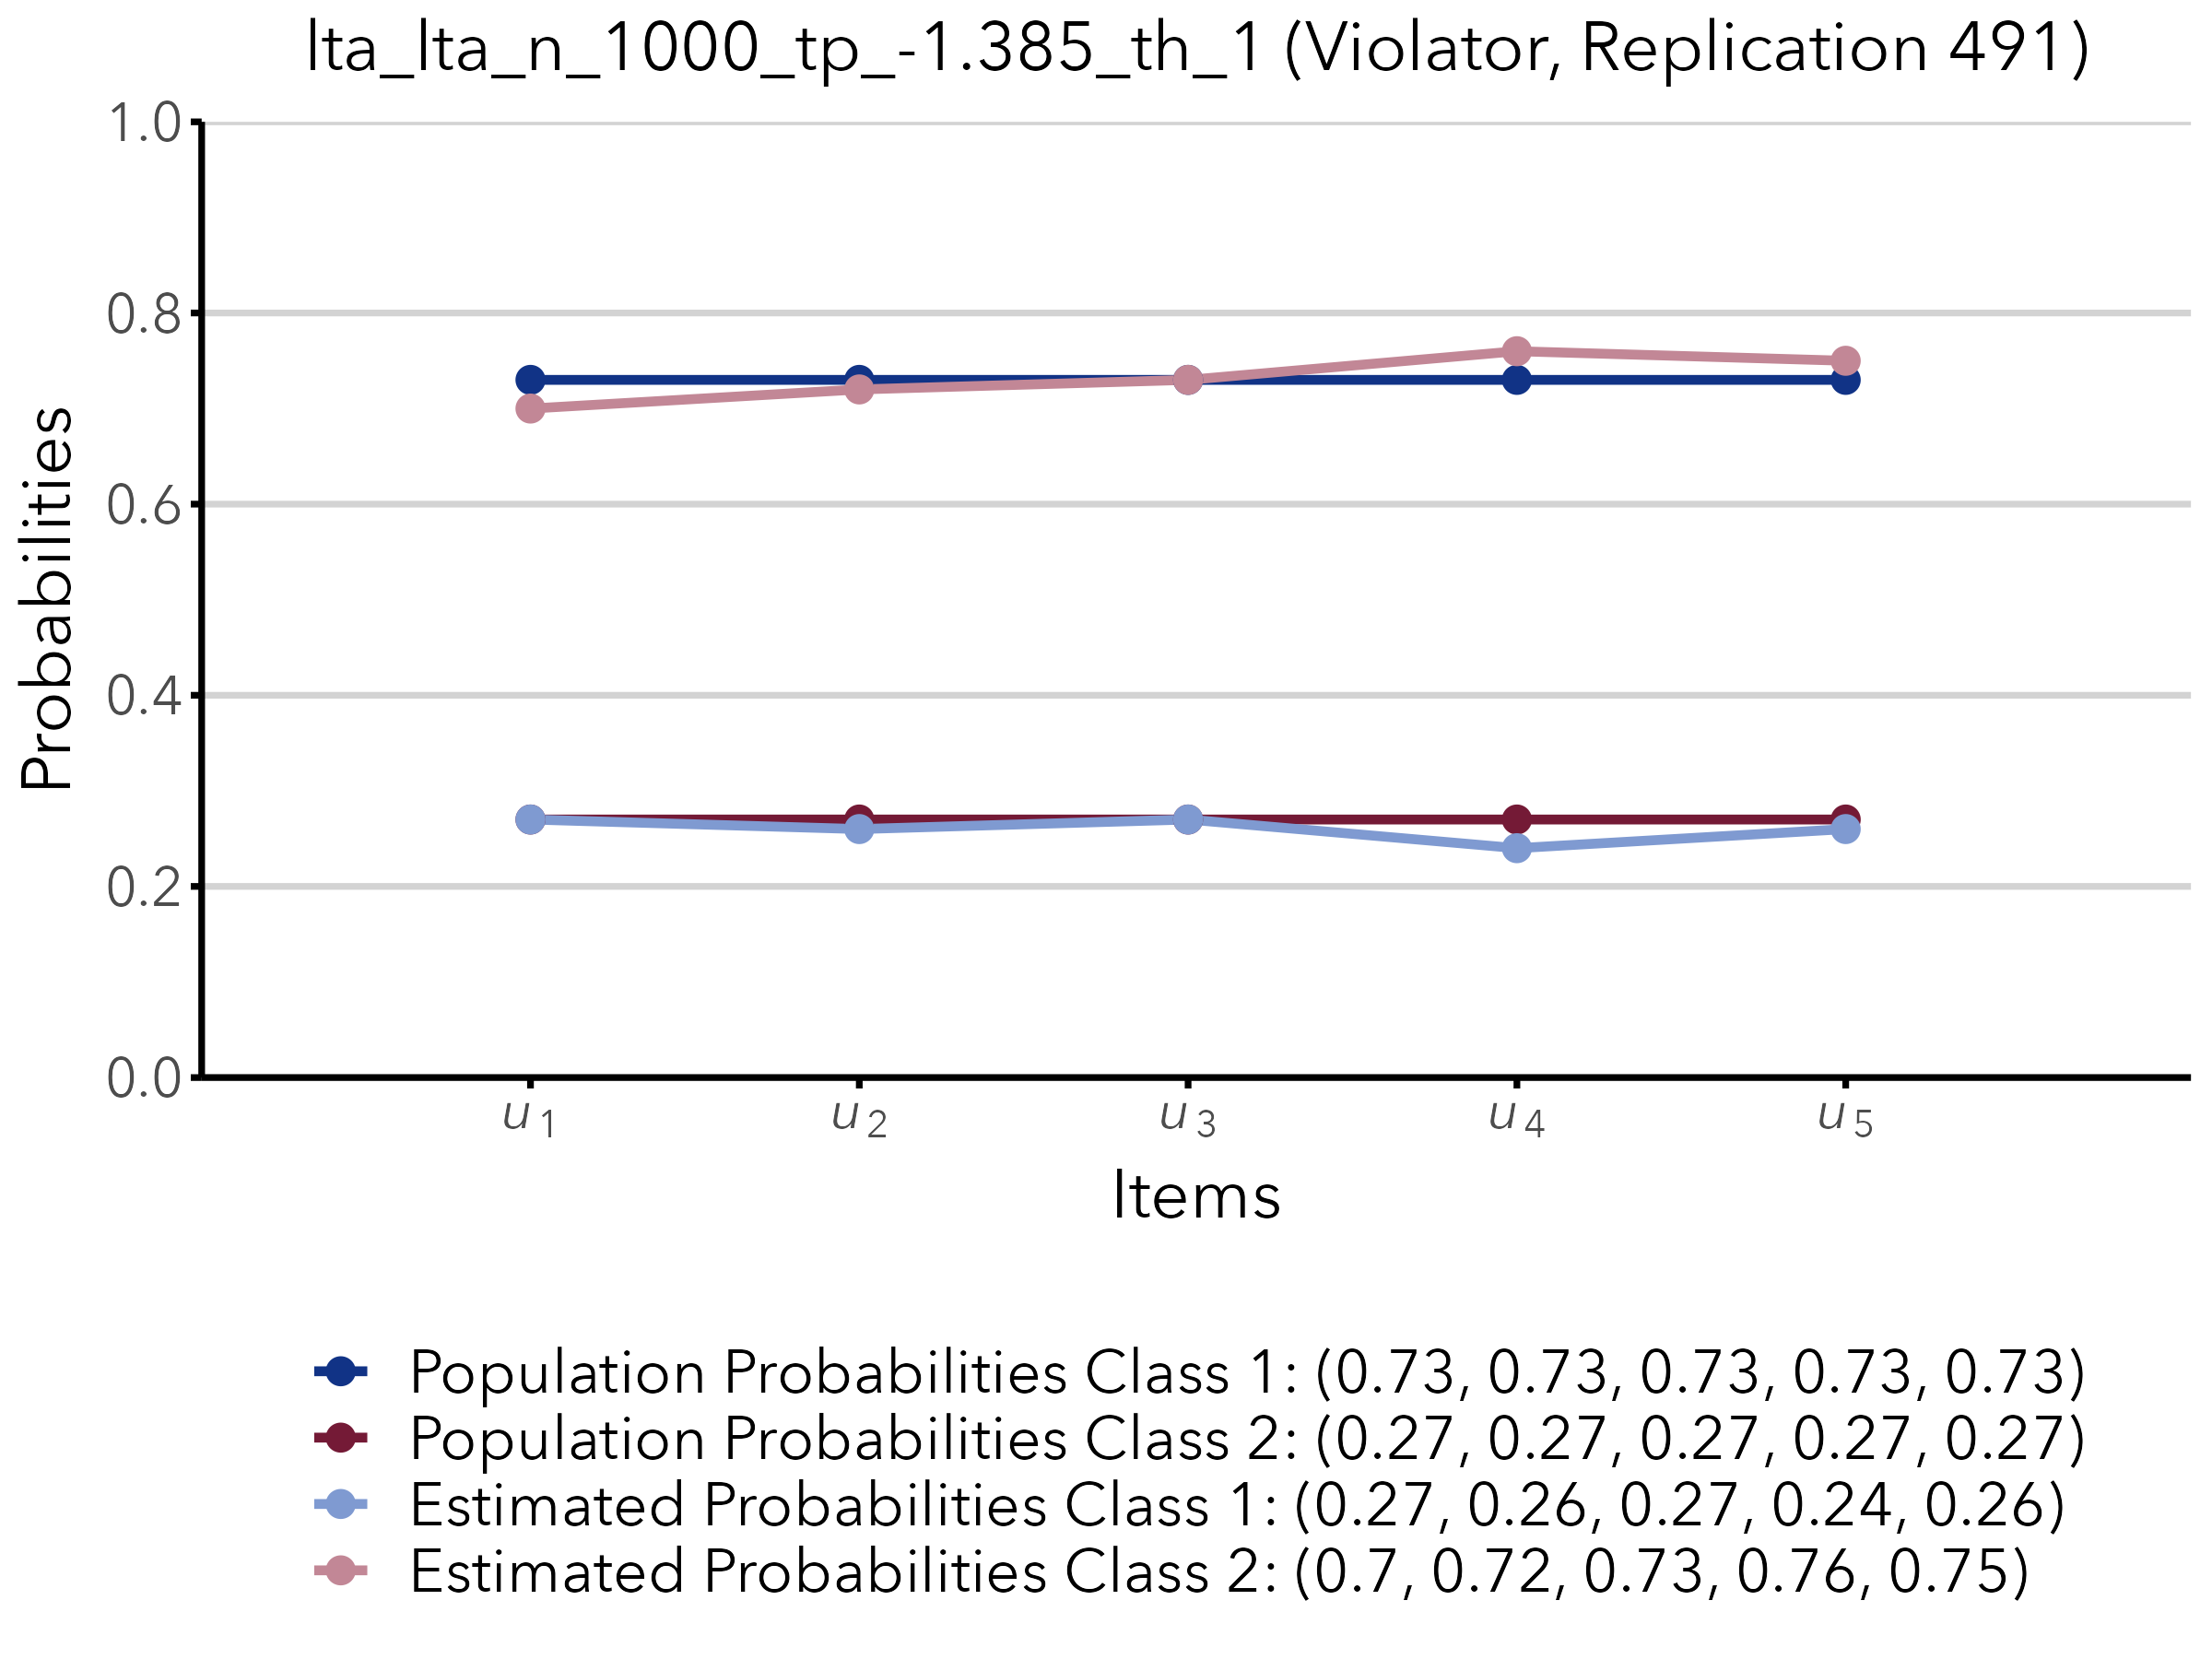 lta_lta_n_1000_tp_-1.385_th_1 (Violator, Replication 491)
1.0
0.8
0.6
0.4
0.2
0.0
Probabilities
u1 u2 u3 u4 u5
Items
Population Probabilities Class 1: (0.73, 0.73, 0.73, 0.73, 0.73)
Population Probabilities Class 2: (0.27, 0.27, 0.27, 0.27, 0.27)
Estimated Probabilities Class 1: (0.27, 0.26, 0.27, 0.24, 0.26)
Estimated Probabilities Class 2: (0.7, 0.72, 0.73, 0.76, 0.75)